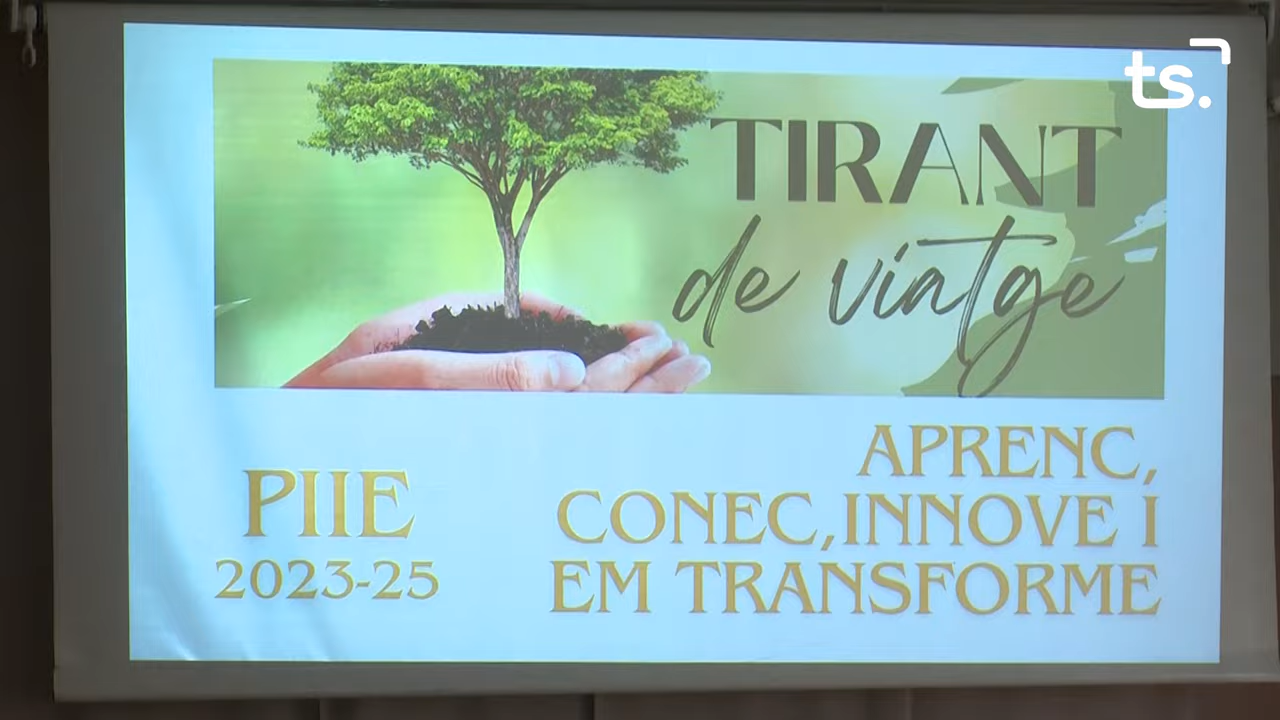 ts.
TIRANT
de viatge
PIIE
2023-25
APRENC,
CONEC,INNOVE I
EM TRANSFORME